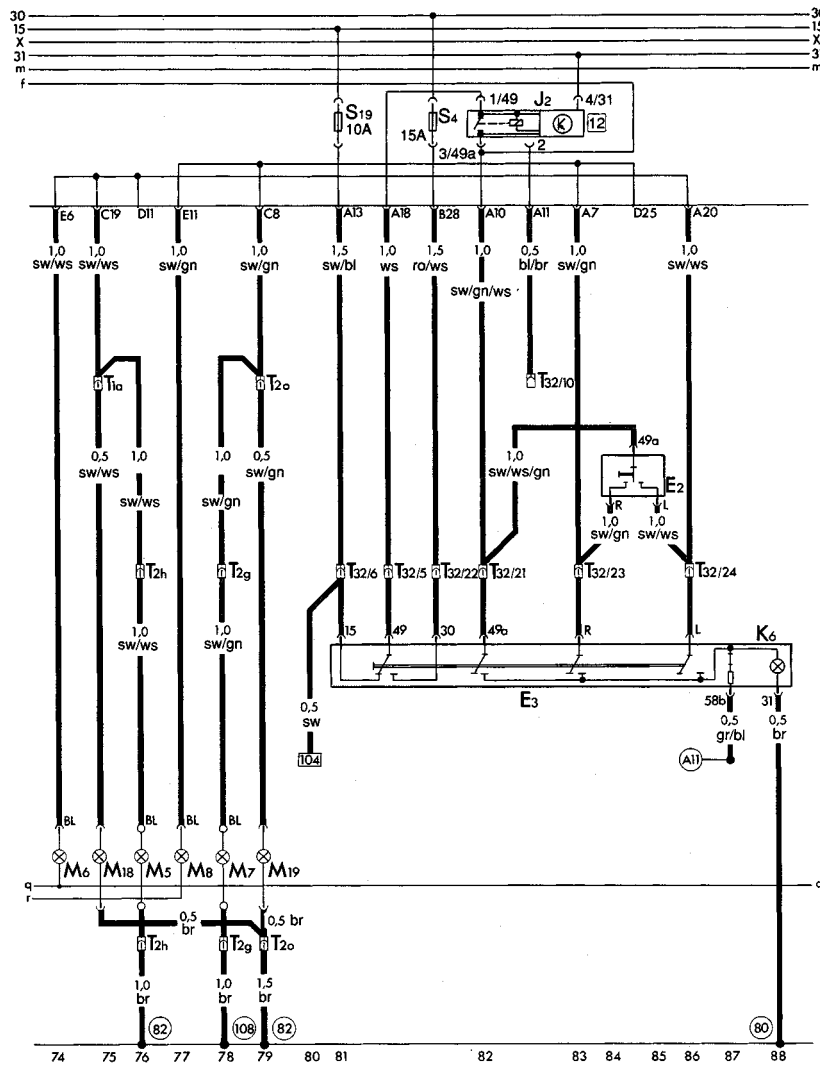 30 30
15 15
X X
31 3
m m
f
1/49 J2 4/31
S19 10A
S4 15A
12
3/49a 2
E6 C19 D11 E11 C8 A13 A18 B28 A10 A11 A7 D25 A20
1,0 1,0 1,0 1,0 1,5 1,0 1,5 1,0 0,5 1,0 1,0
sw/ws sw/ws sw/gn sw/gn sw/bl ws ro/ws bl/br sw/gn sw/ws
sw/gn/ws
T1a T2o T32/10
49a
0,5 1,0 1,0 0,5 1,0
sw/ws sw/gn sw/ws/gn
E2
sw/ws sw/gn
R L
1,0 1,0
sw/gn sw/ws
T2h T2g T32/6 T32/5 T32/22 T32/21 T32/23 T32/24
1,0 1,0
sw/ws sw/gn
15 49 30 49a R L K6
E3
58b 31
0,5 0,5 0,5
sw gr/bl br
104 A11
BL BL BL BL
M6 M18 M5 M8 M7 M19
q q
r
0,5 br 0,5 br
T2h T2g T2o
1,0 1,0 1,5
br br br
82 108 82 80
74 75 76 77 78 79 80 81 82 83 84 85 86 87 88